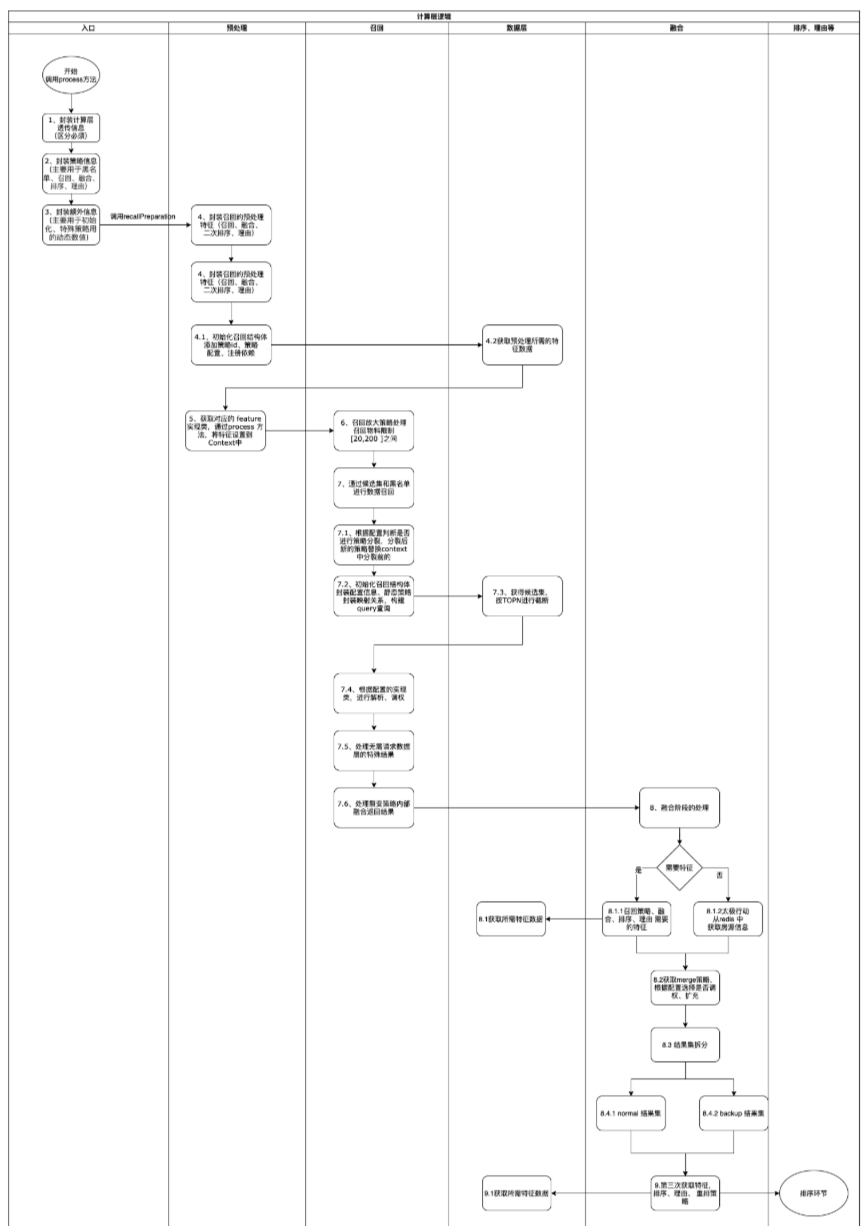 计算层逻辑
入口
预处理
召回
数据层
融合
排序、理由等
开始
调用process方法
1、封装计算层
透传信息
(区分必须)
2、封装策略信息
(主要用于黑名
单、召回、融合、
排序、理由)
3、封装额外信息
(主要用于初始
化、特殊策略用
的动态数值)
调用recallPreparation
4、封装召回的预处理
特征(召回、融合、
二次排序、理由)
4、封装召回的预处理
特征(召回、融合、
二次排序、理由)
4.1、初始化召回结构体
添加策略id、策略
配置、注册依赖
4.2获取预处理所需的特
征数据
5、获取对应的 feature
实现类,通过process 方
法,将特征设置到
Context中
6、召回放大策略处理
召回物料限制
[20,200 ]之间
7、通过候选集和黑名单
进行数据召回
7.1、根据配置判断是否
进行策略分裂,分裂后
新的策略替换context
中分裂前的
7.2、初始化召回结构体
封装配置信息、静态策略
封装映射关系,构建
query查询
7.3、获得候选集,
按TOPN进行截断
7.4、根据配置的实现
类,进行解析、调权
7.5、处理无需请求数据
层的特殊结果
7.6、处理裂变策略内部
融合返回结果
8、融合阶段的处理
需要特征
是
否
8.1获取所需特征数据
8.1.1召回策略、融
合、排序、理由 需要
的特征
8.1.2太极行动
从redis 中
获取房源信息
8.2获取merge策略,
根据配置选择是否调
权、扩充
8.3 结果集拆分
8.4.1 normal 结果集
8.4.2 backup 结果集
9.1获取所需特征数据
9.第三次获取特征,
排序、理由、 重排策
略
排序环节